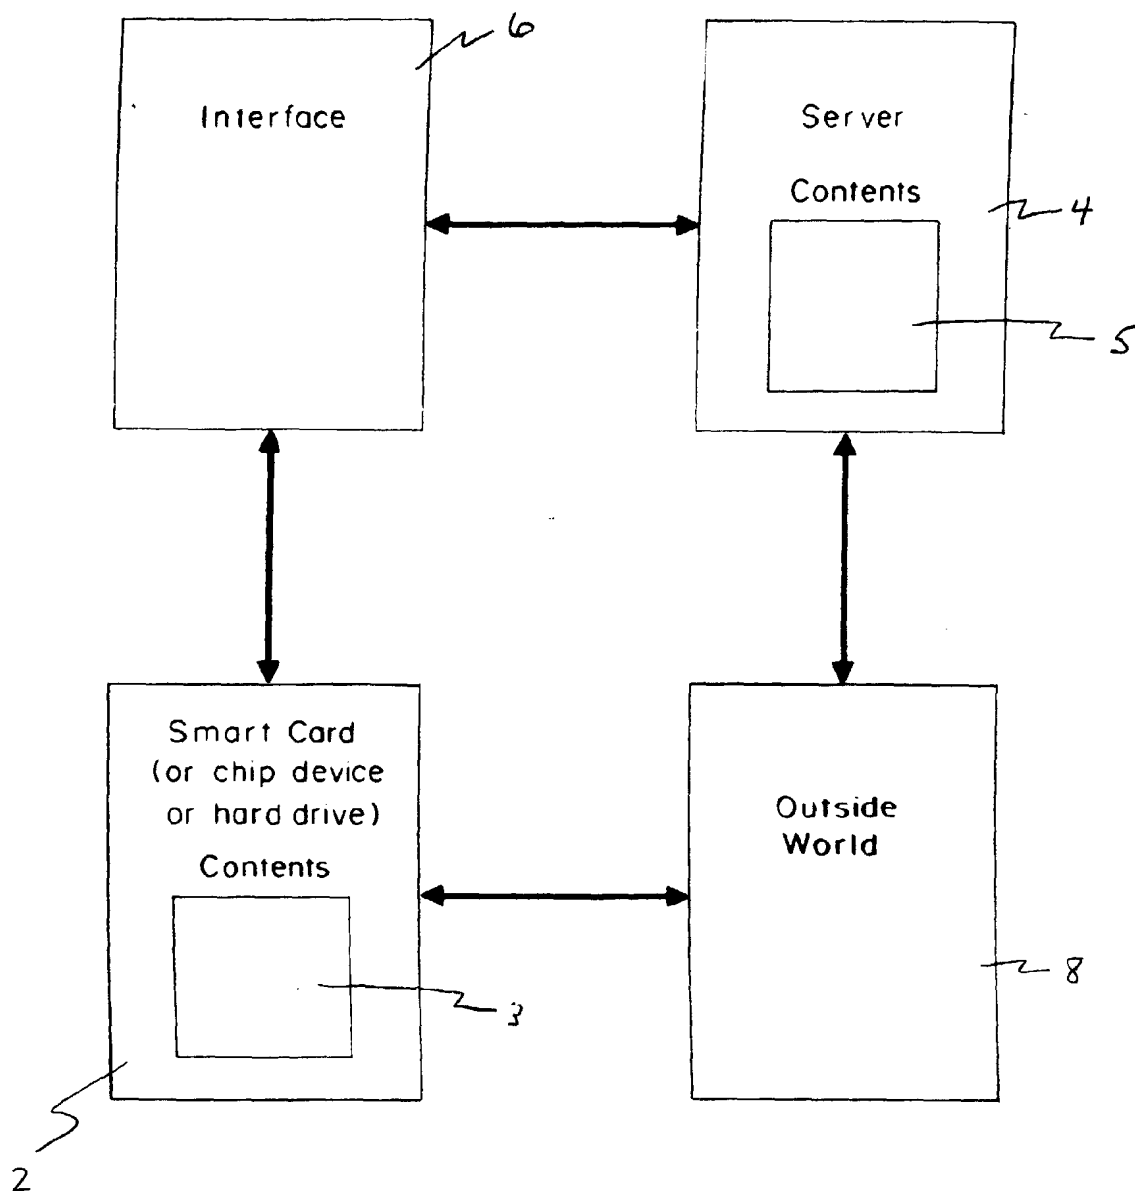 6
Interface
Server
Contents
4
5
Smart Card
(or chip device
or hard drive)
Contents
3
2
Outside
World
8